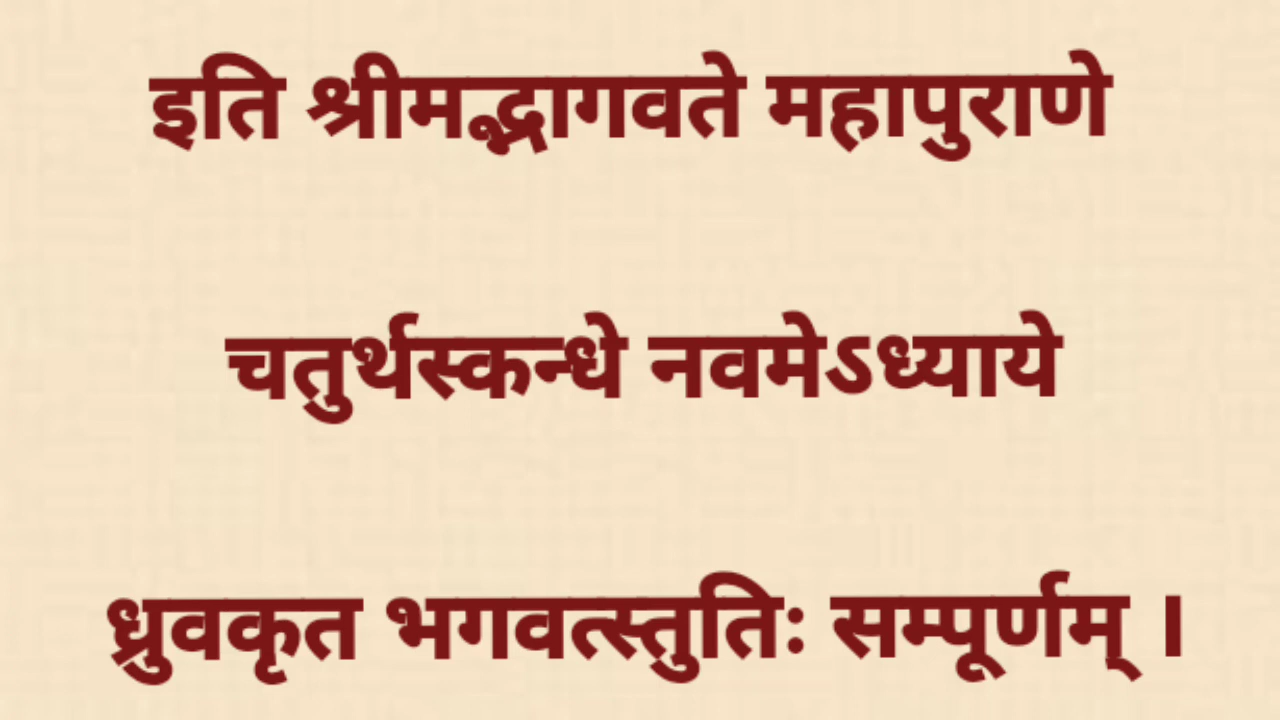 इति श्रीमद्भागवते महापुराणे
चतुर्थस्कन्धे नवमेऽध्याये
ध्रुवकृत भगवत्स्तुतिः सम्पूर्णम् ।